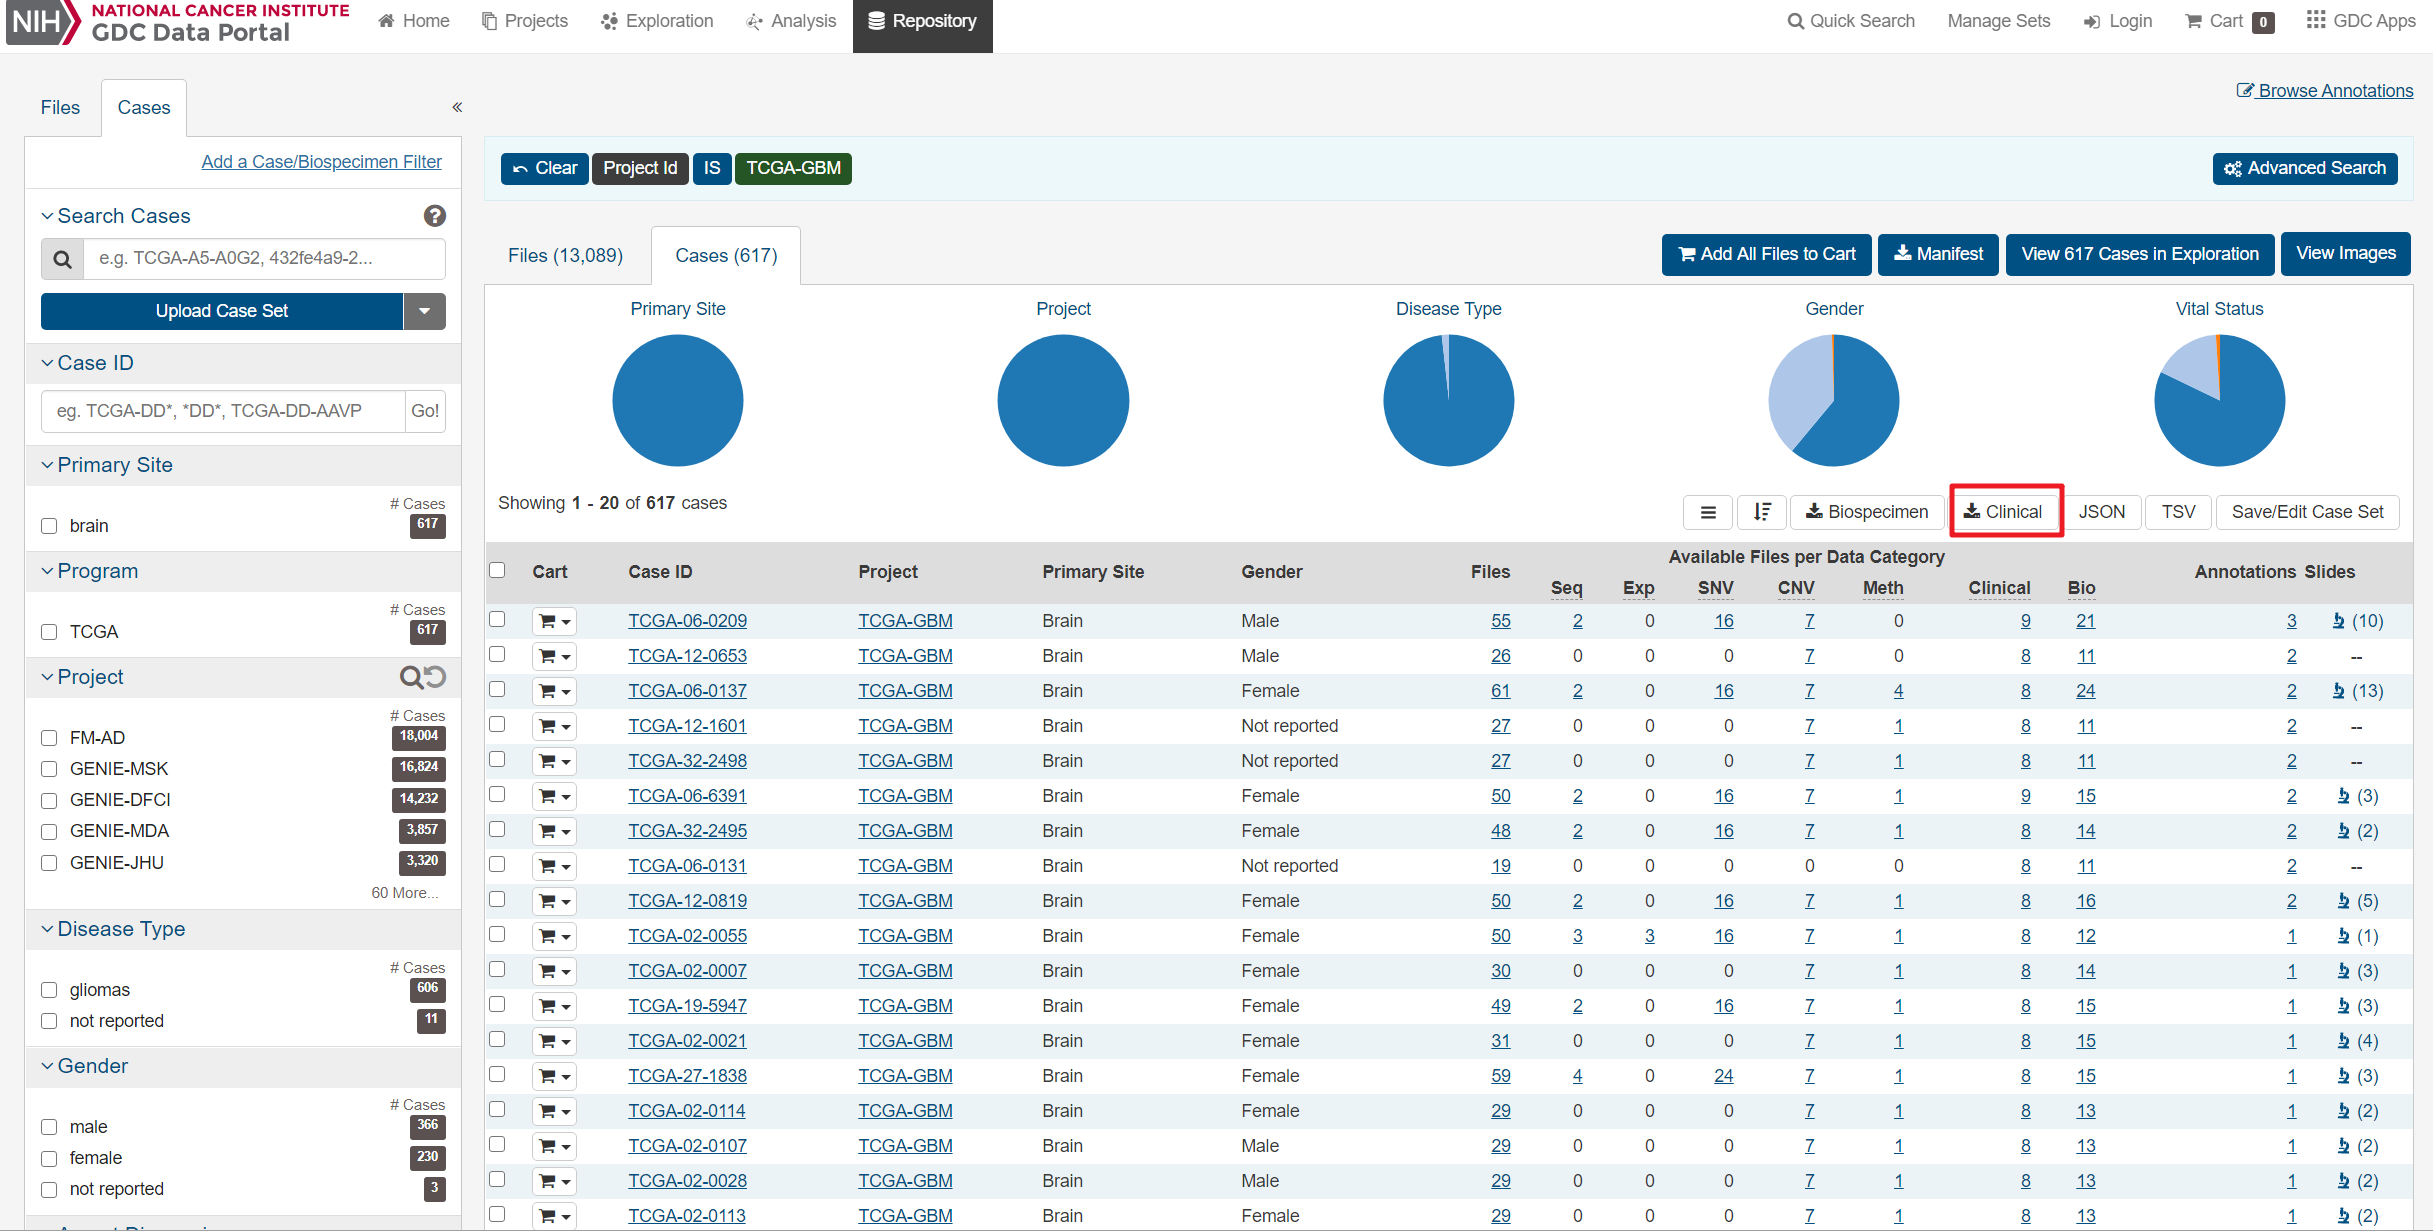 NIH NATIONAL CANCER INSTITUTE
GDC Data Portal
Home Projects Exploration Analysis Repository
Quick Search Manage Sets Login Cart 0 GDC Apps
Browse Annotations
Files Cases «
Add a Case/Biospecimen Filter
Search Cases ?
e.g. TCGA-A5-A0G2, 432fe4a9-2...
Upload Case Set
Case ID
eg. TCGA-DD*, *DD*, TCGA-DD-AAVP Go!
Primary Site
# Cases
brain 617
Program
# Cases
TCGA 617
Project
# Cases
FM-AD 18,004
GENIE-MSK 16,824
GENIE-DFCI 14,232
GENIE-MDA 3,857
GENIE-JHU 3,320
60 More...
Disease Type
# Cases
gliomas 606
not reported 11
Gender
# Cases
male 366
female 230
not reported 3
Clear Project Id IS TCGA-GBM
Advanced Search
Files (13,089) Cases (617)
Add All Files to Cart Manifest View 617 Cases in Exploration View Images
Primary Site Project Disease Type Gender Vital Status
Showing 1 - 20 of 617 cases
Biospecimen Clinical JSON TSV Save/Edit Case Set
Available Files per Data Category
Cart Case ID Project Primary Site Gender Files Annotations Slides
Seq Exp SNV CNV Meth Clinical Bio
TCGA-06-0209 TCGA-GBM Brain Male 55 2 0 16 7 0 9 21 3 (10)
TCGA-12-0653 TCGA-GBM Brain Male 26 0 0 0 7 0 8 11 2 --
TCGA-06-0137 TCGA-GBM Brain Female 61 2 0 16 7 4 8 24 2 (13)
TCGA-12-1601 TCGA-GBM Brain Not reported 27 0 0 0 7 1 8 11 2 --
TCGA-32-2498 TCGA-GBM Brain Not reported 27 0 0 0 7 1 8 11 2 --
TCGA-06-6391 TCGA-GBM Brain Female 50 2 0 16 7 1 9 15 2 (3)
TCGA-32-2495 TCGA-GBM Brain Female 48 2 0 16 7 1 8 14 2 (2)
TCGA-06-0131 TCGA-GBM Brain Not reported 19 0 0 0 0 0 8 11 2 --
TCGA-12-0819 TCGA-GBM Brain Female 50 2 0 16 7 1 8 16 2 (5)
TCGA-02-0055 TCGA-GBM Brain Female 50 3 3 16 7 1 8 12 1 (1)
TCGA-02-0007 TCGA-GBM Brain Female 30 0 0 0 7 1 8 14 1 (3)
TCGA-19-5947 TCGA-GBM Brain Female 49 2 0 16 7 1 8 15 1 (3)
TCGA-02-0021 TCGA-GBM Brain Female 31 0 0 0 7 1 8 15 1 (4)
TCGA-27-1838 TCGA-GBM Brain Female 59 4 0 24 7 1 8 15 1 (3)
TCGA-02-0114 TCGA-GBM Brain Female 29 0 0 0 7 1 8 13 1 (2)
TCGA-02-0107 TCGA-GBM Brain Male 29 0 0 0 7 1 8 13 1 (2)
TCGA-02-0028 TCGA-GBM Brain Male 29 0 0 0 7 1 8 13 1 (2)
TCGA-02-0113 TCGA-GBM Brain Female 29 0 0 0 7 1 8 13 1 (2)